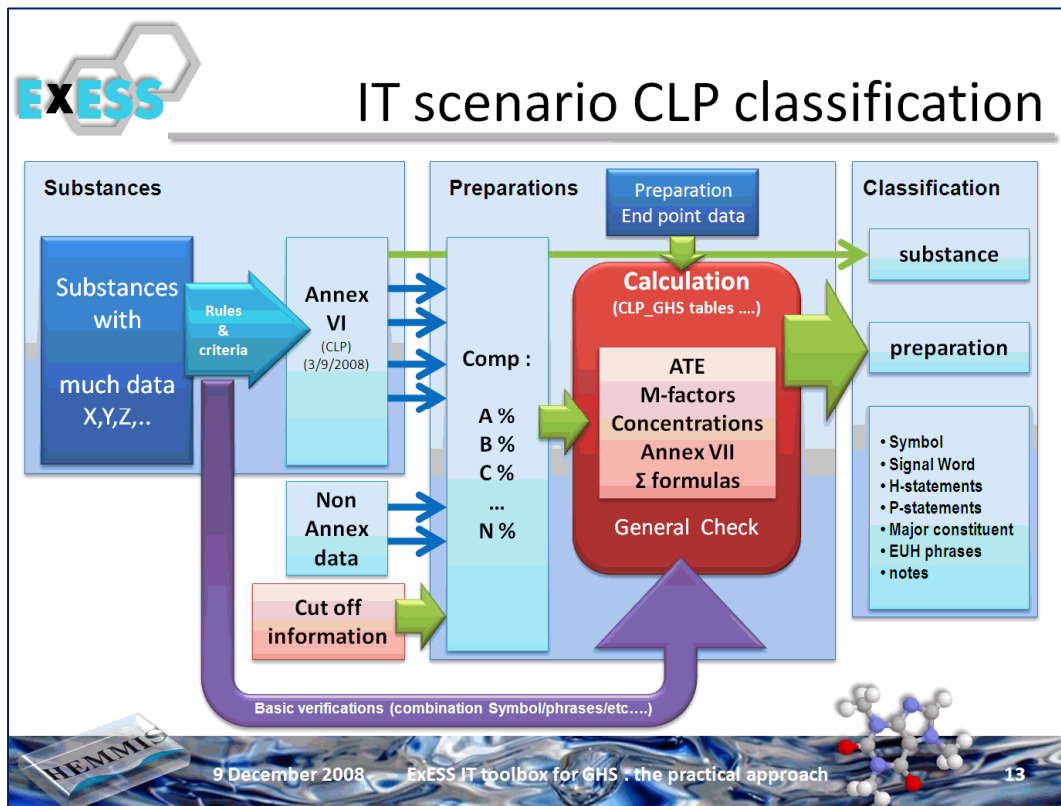 ExESS
IT scenario CLP classification
Substances
Substances
with
much data
X,Y,Z,..
Rules
&
criteria
Annex
VI
(CLP)
(3/9/2008)
Non
Annex
data
Cut off
information
Preparations
Preparation
End point data
Comp :
A %
B %
C %
...
N %
Calculation
(CLP_GHS tables ....)
ATE
M-factors
Concentrations
Annex VII
Σ formulas
General Check
Classification
substance
preparation
• Symbol
• Signal Word
• H-statements
• P-statements
• Major constituent
• EUH phrases
• notes
Basic verifications (combination Symbol/phrases/etc....)
HEMMIS
9 December 2008
ExESS IT toolbox for GHS : the practical approach
13